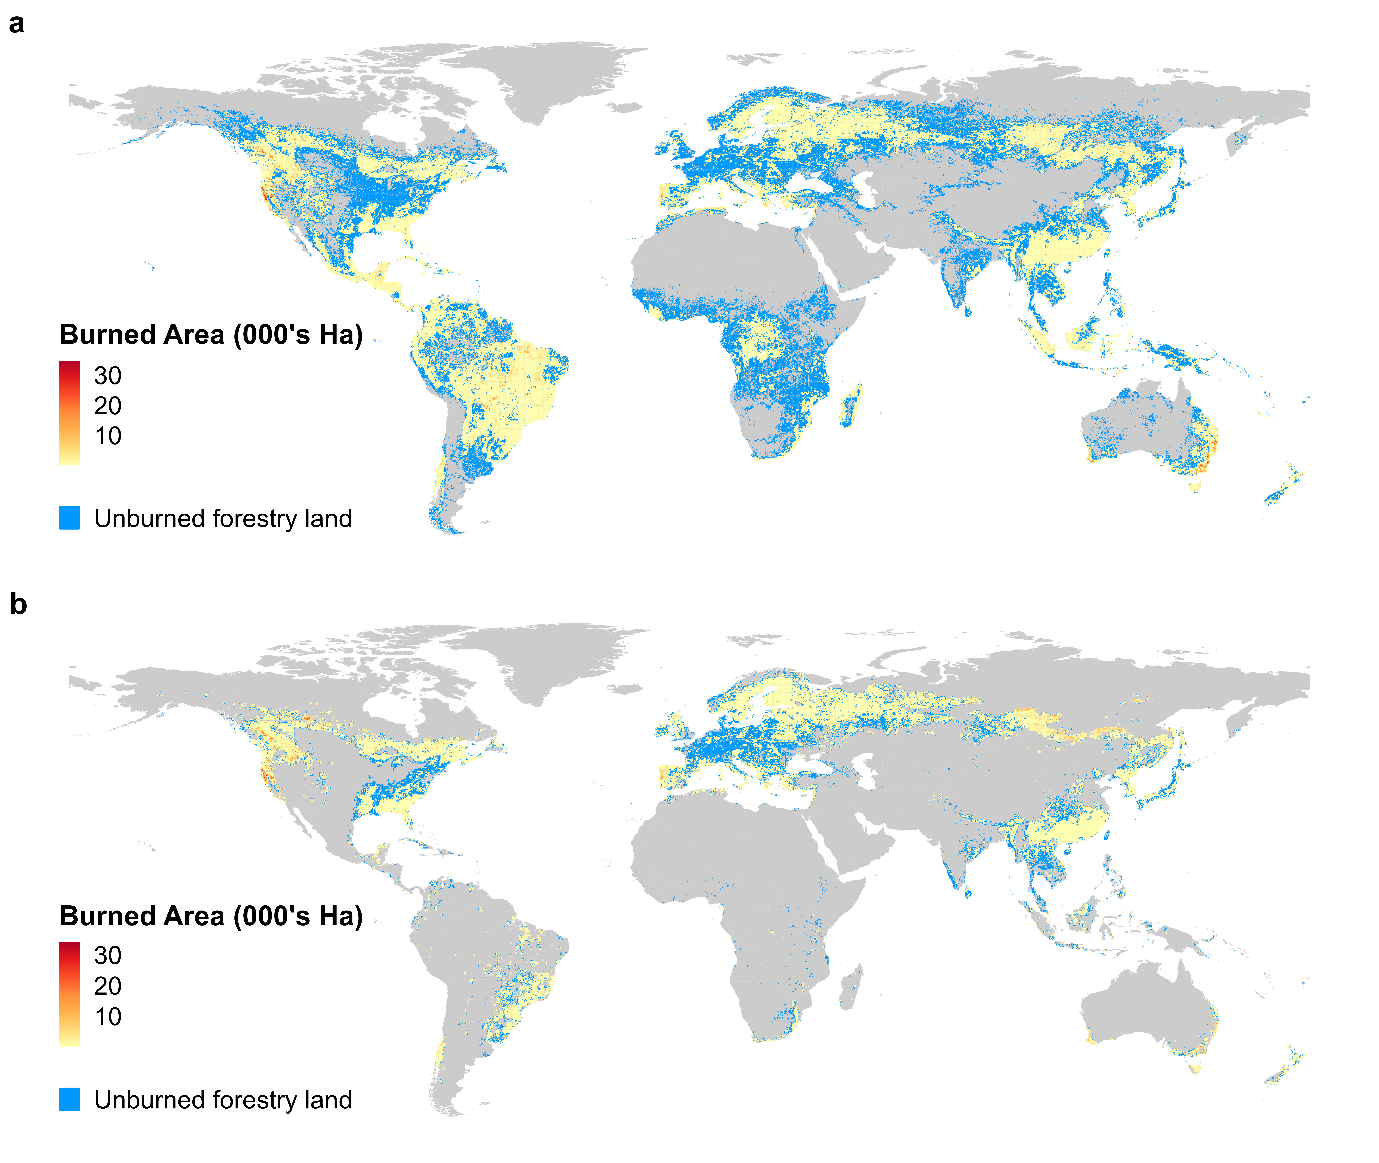 a
Burned Area (000's Ha)
30
20
10
Unburned forestry land
b
Burned Area (000's Ha)
30
20
10
Unburned forestry land